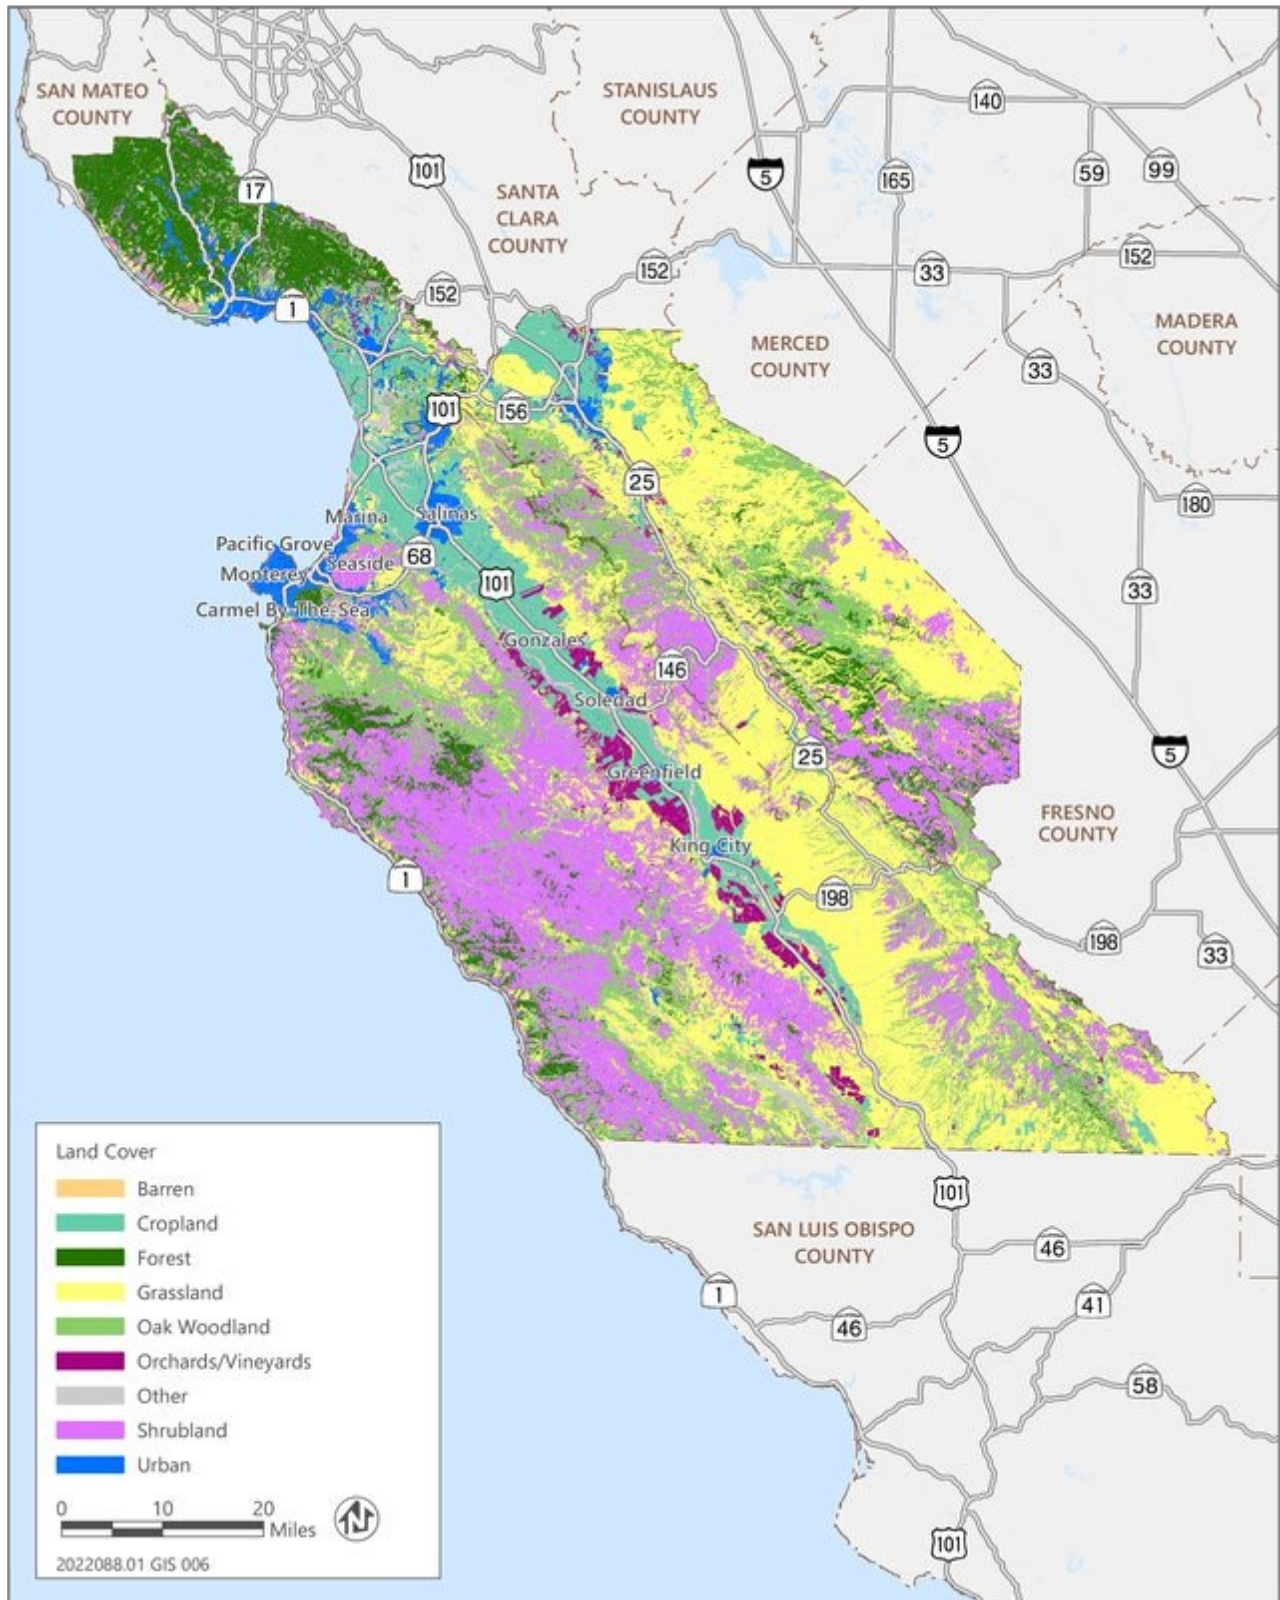 SAN MATEO
COUNTY
STANISLAUS
COUNTY
140
101
5
165
59
99
17
SANTA
CLARA
COUNTY
152
33
152
152
1
MERCED
COUNTY
MADERA
COUNTY
33
101
156
5
25
180
Marina
Salinas
Pacific Grove
Seaside
68
Monterey
101
33
Carmel By-The-Sea
Gonzales
146
Soledad
25
5
Greenfield
FRESNO
COUNTY
King City
1
198
198
33
Land Cover
Barren
Cropland
Forest
Grassland
Oak Woodland
Orchards/Vineyards
Other
Shrubland
Urban
0 10 20
Miles
N
2022088.01 GIS 006
101
SAN LUIS OBISPO
COUNTY
46
1
41
46
58
101